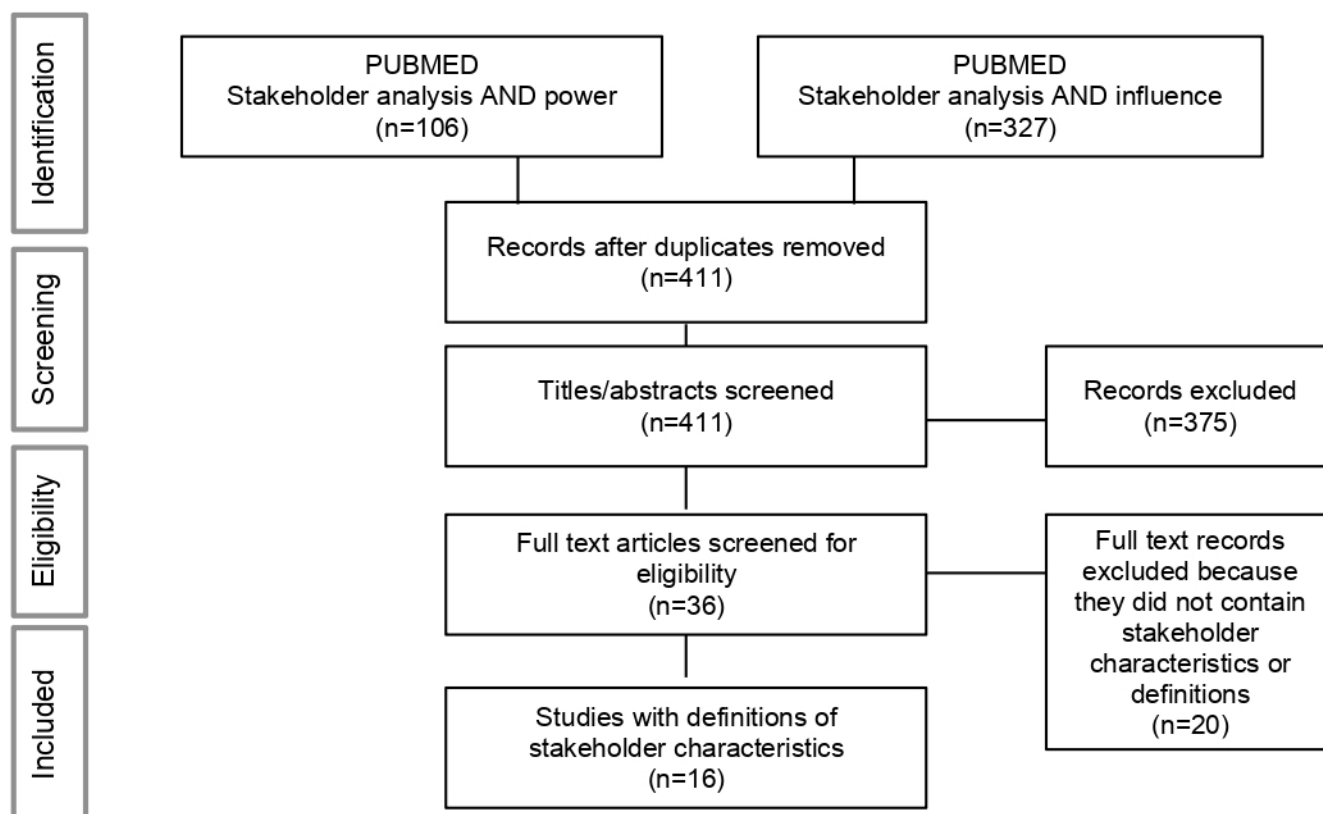 Identification
PUBMED
Stakeholder analysis AND power
(n=106)
PUBMED
Stakeholder analysis AND influence
(n=327)
Records after duplicates removed
(n=411)
Screening
Titles/abstracts screened
(n=411)
Records excluded
(n=375)
Eligibility
Full text articles screened for
eligibility
(n=36)
Full text records
excluded because
they did not contain
stakeholder
characteristics or
definitions
(n=20)
Included
Studies with definitions of
stakeholder characteristics
(n=16)